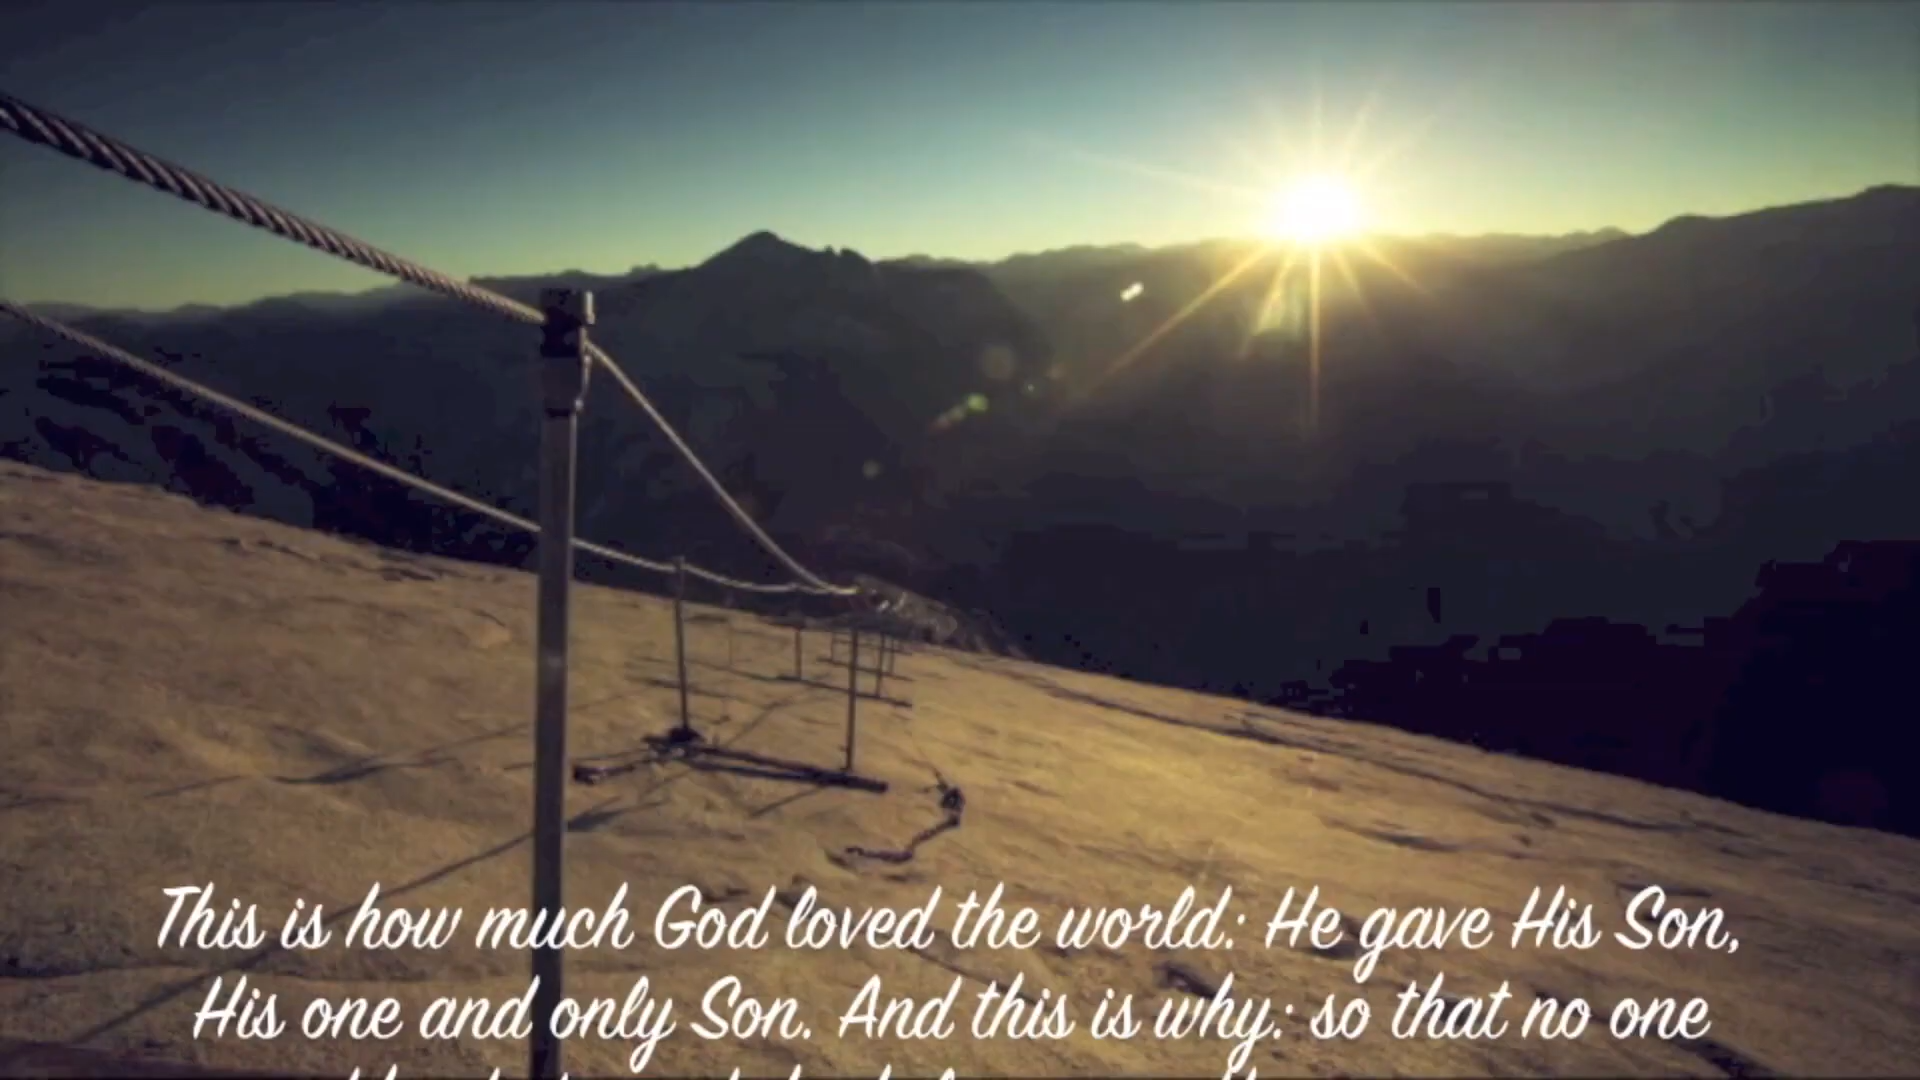 This is how much God loved the world: He gave His Son,
His one and only Son. And this is why: so that no one